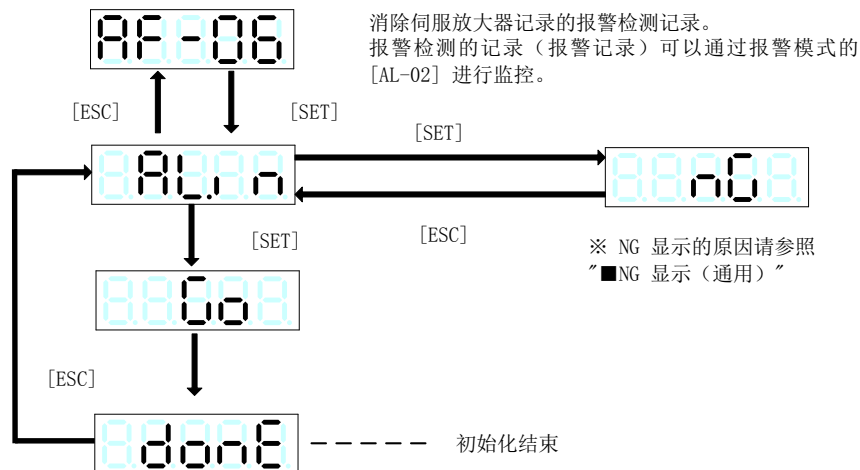 AF-06
消除伺服放大器记录的报警检测记录。
报警检测的记录（报警记录）可以通过报警模式的
[AL-02] 进行监控。
[ESC]
[SET]
[SET]
AL.i n
nG
[SET]
[ESC]
※ NG 显示的原因请参照
"■NG 显示（通用）"
Go
[ESC]
donE
初始化结束